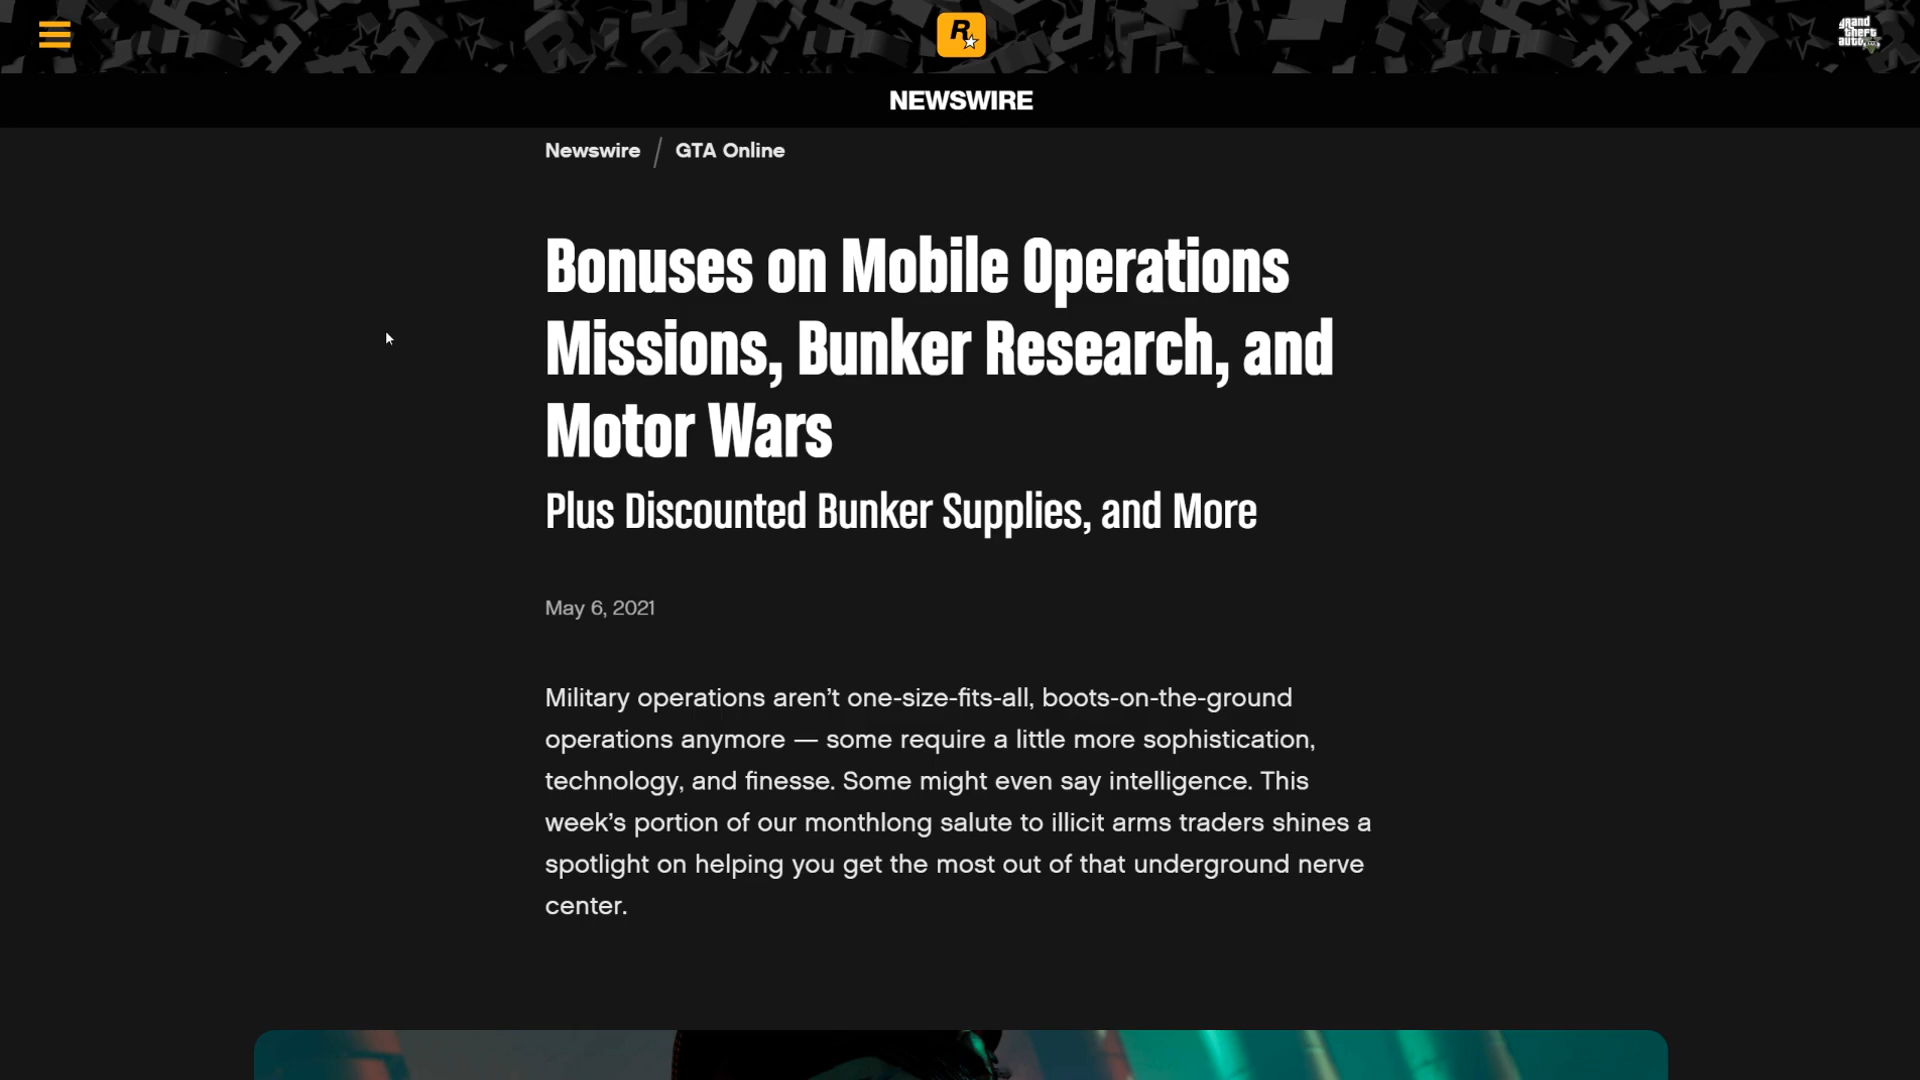 R
grand
theft
auto
NEWSWIRE
Newswire / GTA Online
Bonuses on Mobile Operations
Missions, Bunker Research, and
Motor Wars
Plus Discounted Bunker Supplies, and More
May 6, 2021
Military operations aren’t one-size-fits-all, boots-on-the-ground
operations anymore — some require a little more sophistication,
technology, and finesse. Some might even say intelligence. This
week’s portion of our monthlong salute to illicit arms traders shines a
spotlight on helping you get the most out of that underground nerve
center.